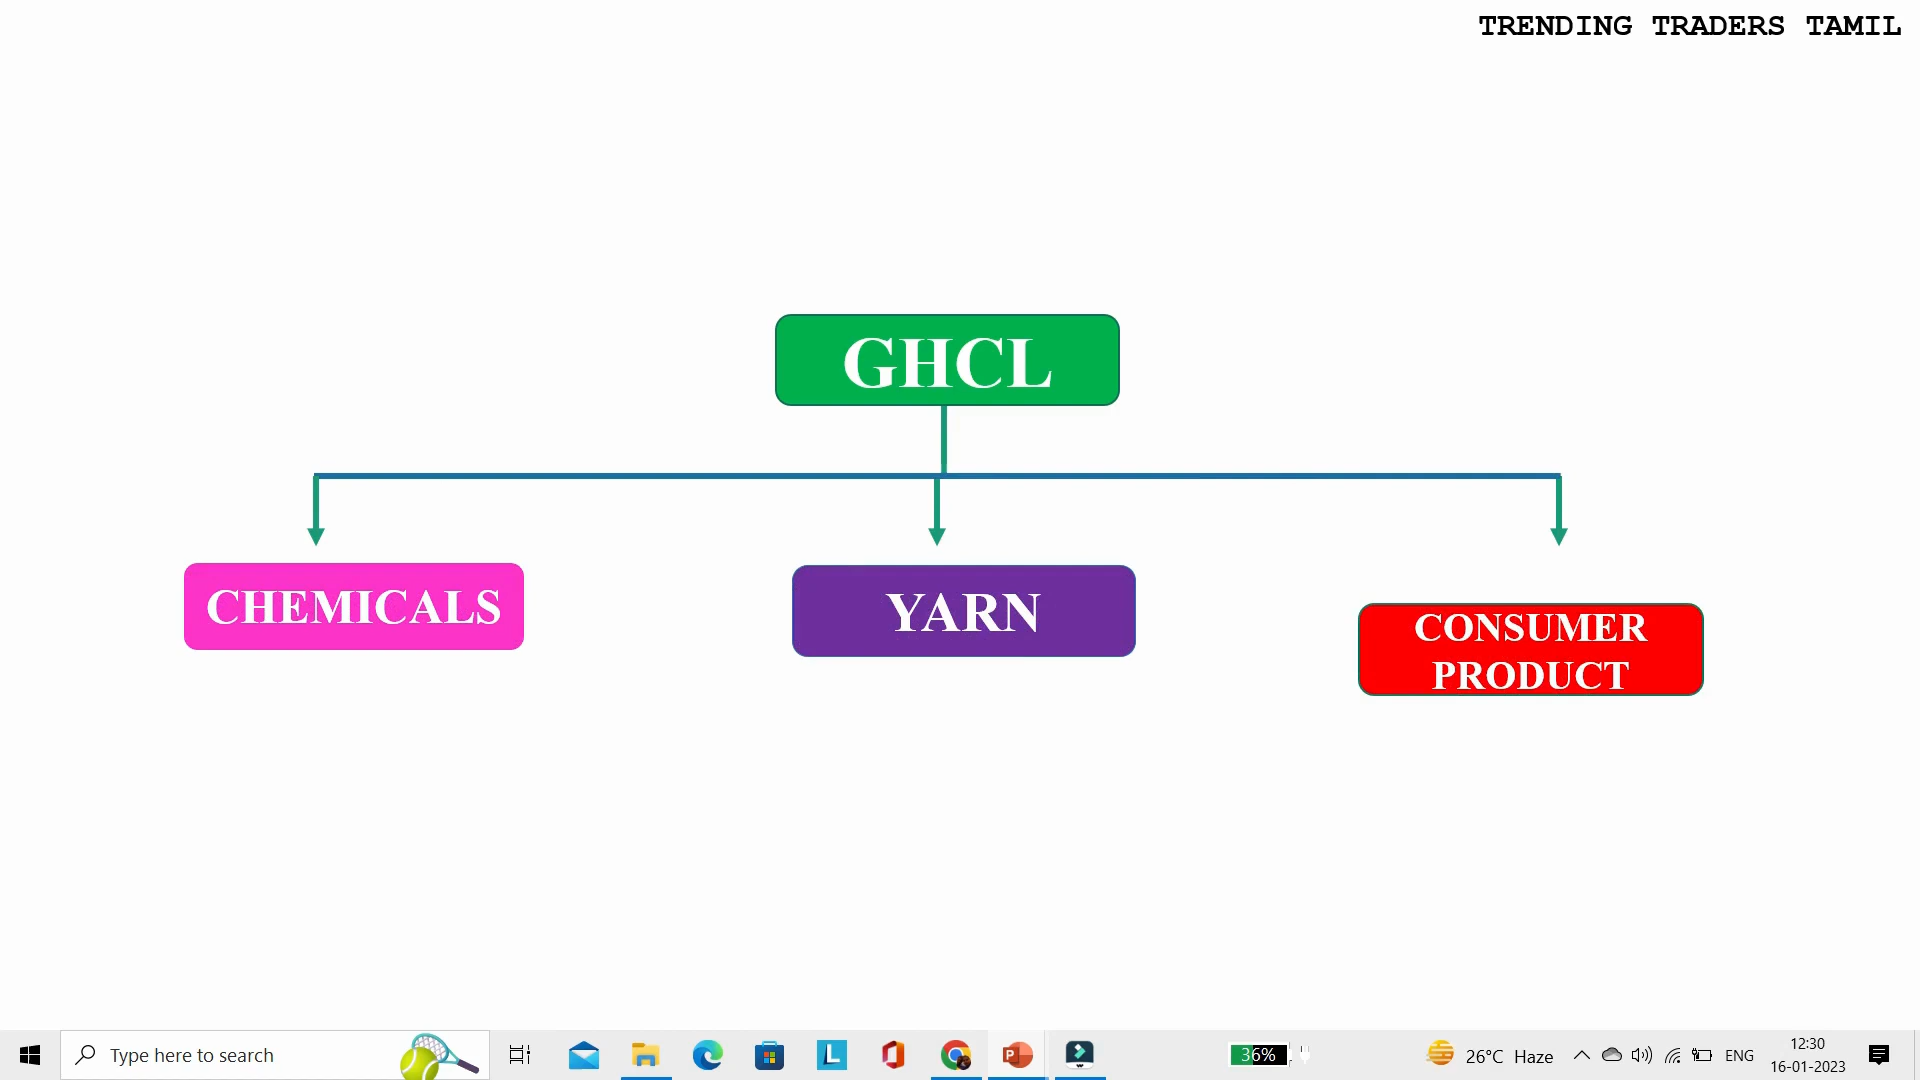 TRENDING TRADERS TAMIL
GHCL
CHEMICALS
YARN
CONSUMER
PRODUCT
Type here to search
L
36%
26°C Haze
ENG
12:30
16-01-2023